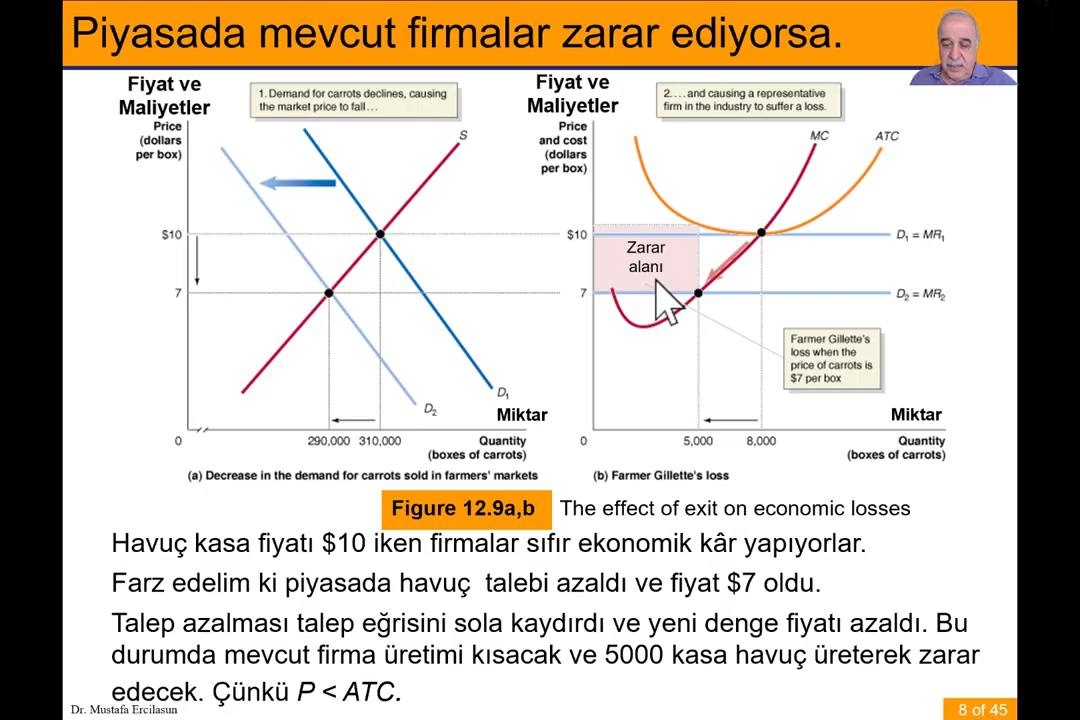 Piyasada mevcut firmalar zarar ediyorsa.
Fiyat ve
Maliyetler
1. Demand for carrots declines, causing
the market price to fall…
Price
(dollars
per box)
S
$10
7
D1
D2
Miktar
0
290,000
310,000
Quantity
(boxes of carrots)
(a) Decrease in the demand for carrots sold in farmers' markets
Fiyat ve
Maliyetler
2. …and causing a representative
firm in the industry to suffer a loss.
Price
and cost
(dollars
per box)
MC
ATC
$10
D1 = MR1
Zarar
alanı
7
D2 = MR2
Farmer Gillette's
loss when the
price of carrots is
$7 per box
Miktar
0
5,000
8,000
Quantity
(boxes of carrots)
(b) Farmer Gillette's loss
Figure 12.9a,b
The effect of exit on economic losses
Havuç kasa fiyatı $10 iken firmalar sıfır ekonomik kâr yapıyorlar.
Farz edelim ki piyasada havuç talebi azaldı ve fiyat $7 oldu.
Talep azalması talep eğrisini sola kaydırdı ve yeni denge fiyatı azaldı. Bu
durumda mevcut firma üretimi kısacak ve 5000 kasa havuç üreterek zarar
edecek. Çünkü P < ATC.
Dr. Mustafa Ercilasun
8 of 45